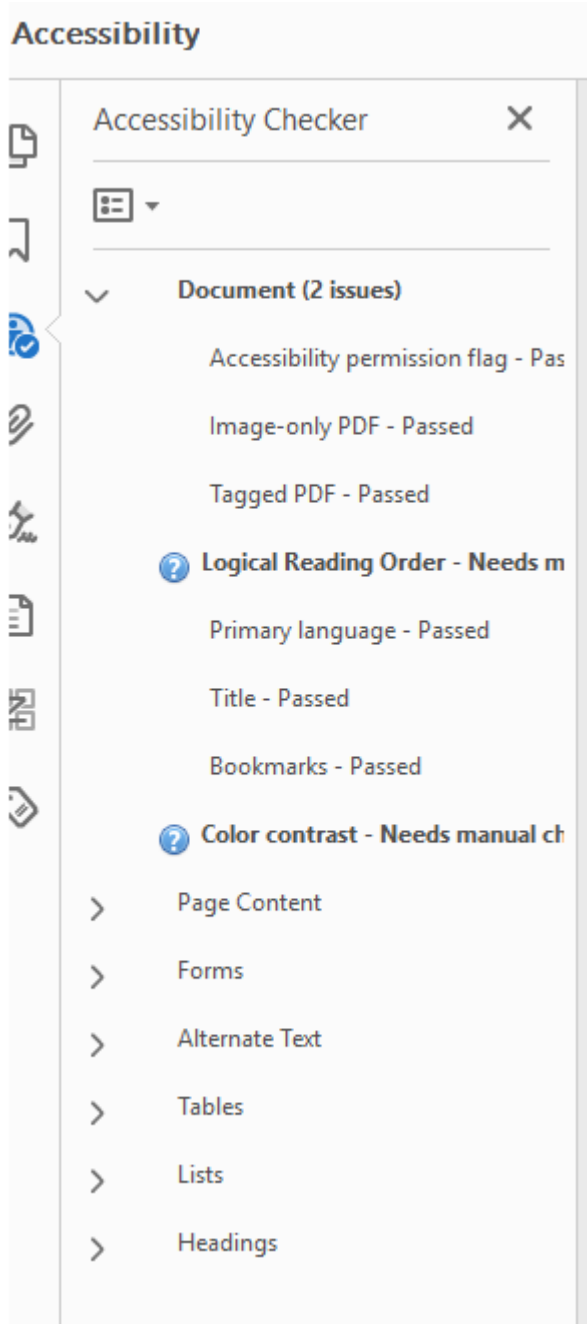 Accessibility
Accessibility Checker
Document (2 issues)
Accessibility permission flag - Pas
Image-only PDF - Passed
Tagged PDF - Passed
Logical Reading Order - Needs m
Primary language - Passed
Title - Passed
Bookmarks - Passed
Color contrast - Needs manual ch
Page Content
Forms
Alternate Text
Tables
Lists
Headings